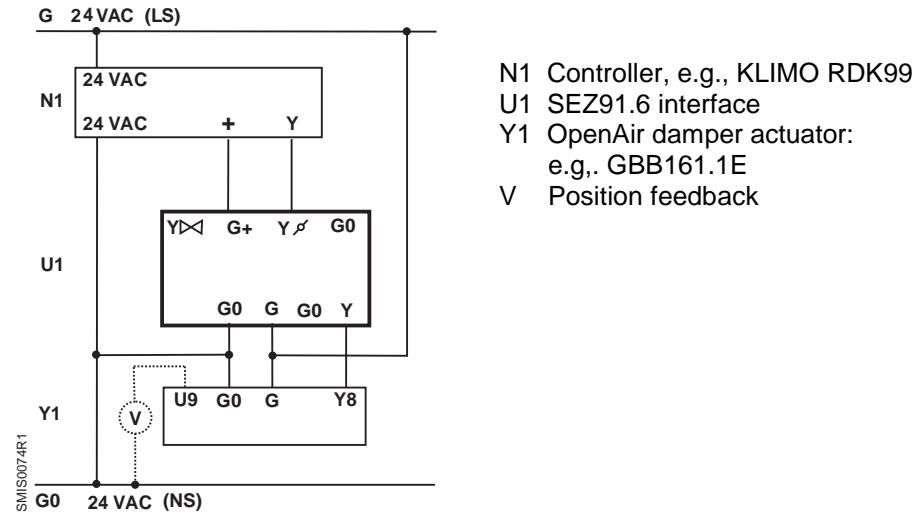 G 24 VAC (LS)
24 VAC
N1
24 VAC + Y
Y G+ Y G0
U1
G0 G G0 Y
U9 G0 G Y8
Y1
V
SMIS0074R1
G0 24 VAC (NS)
N1 Controller, e.g., KLIMO RDK99
U1 SEZ91.6 interface
Y1 OpenAir damper actuator:
e.g,. GBB161.1E
V Position feedback